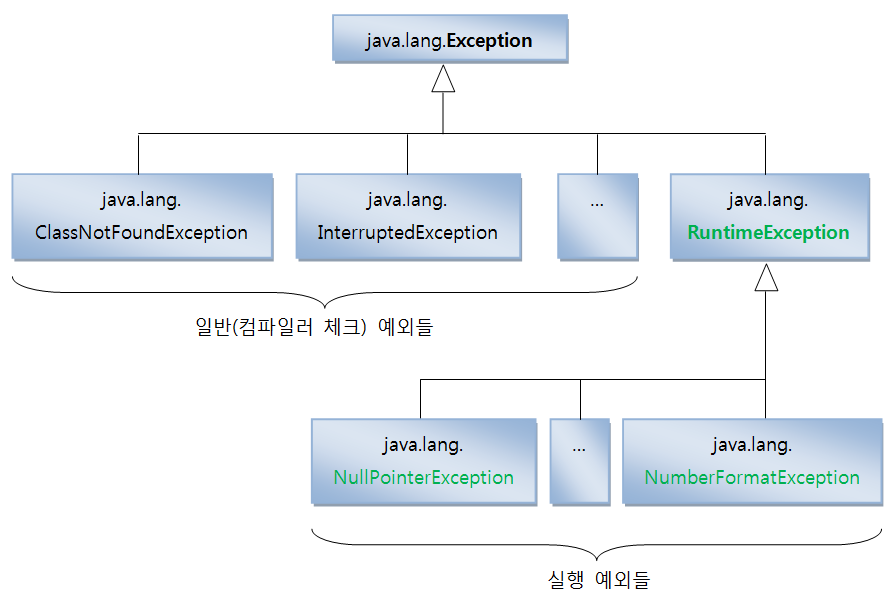 java.lang.Exception
java.lang.
ClassNotFoundException
java.lang.
InterruptedException
...
java.lang.
RuntimeException
일반(컴파일러 체크) 예외들
java.lang.
NullPointerException
...
java.lang.
NumberFormatException
실행 예외들